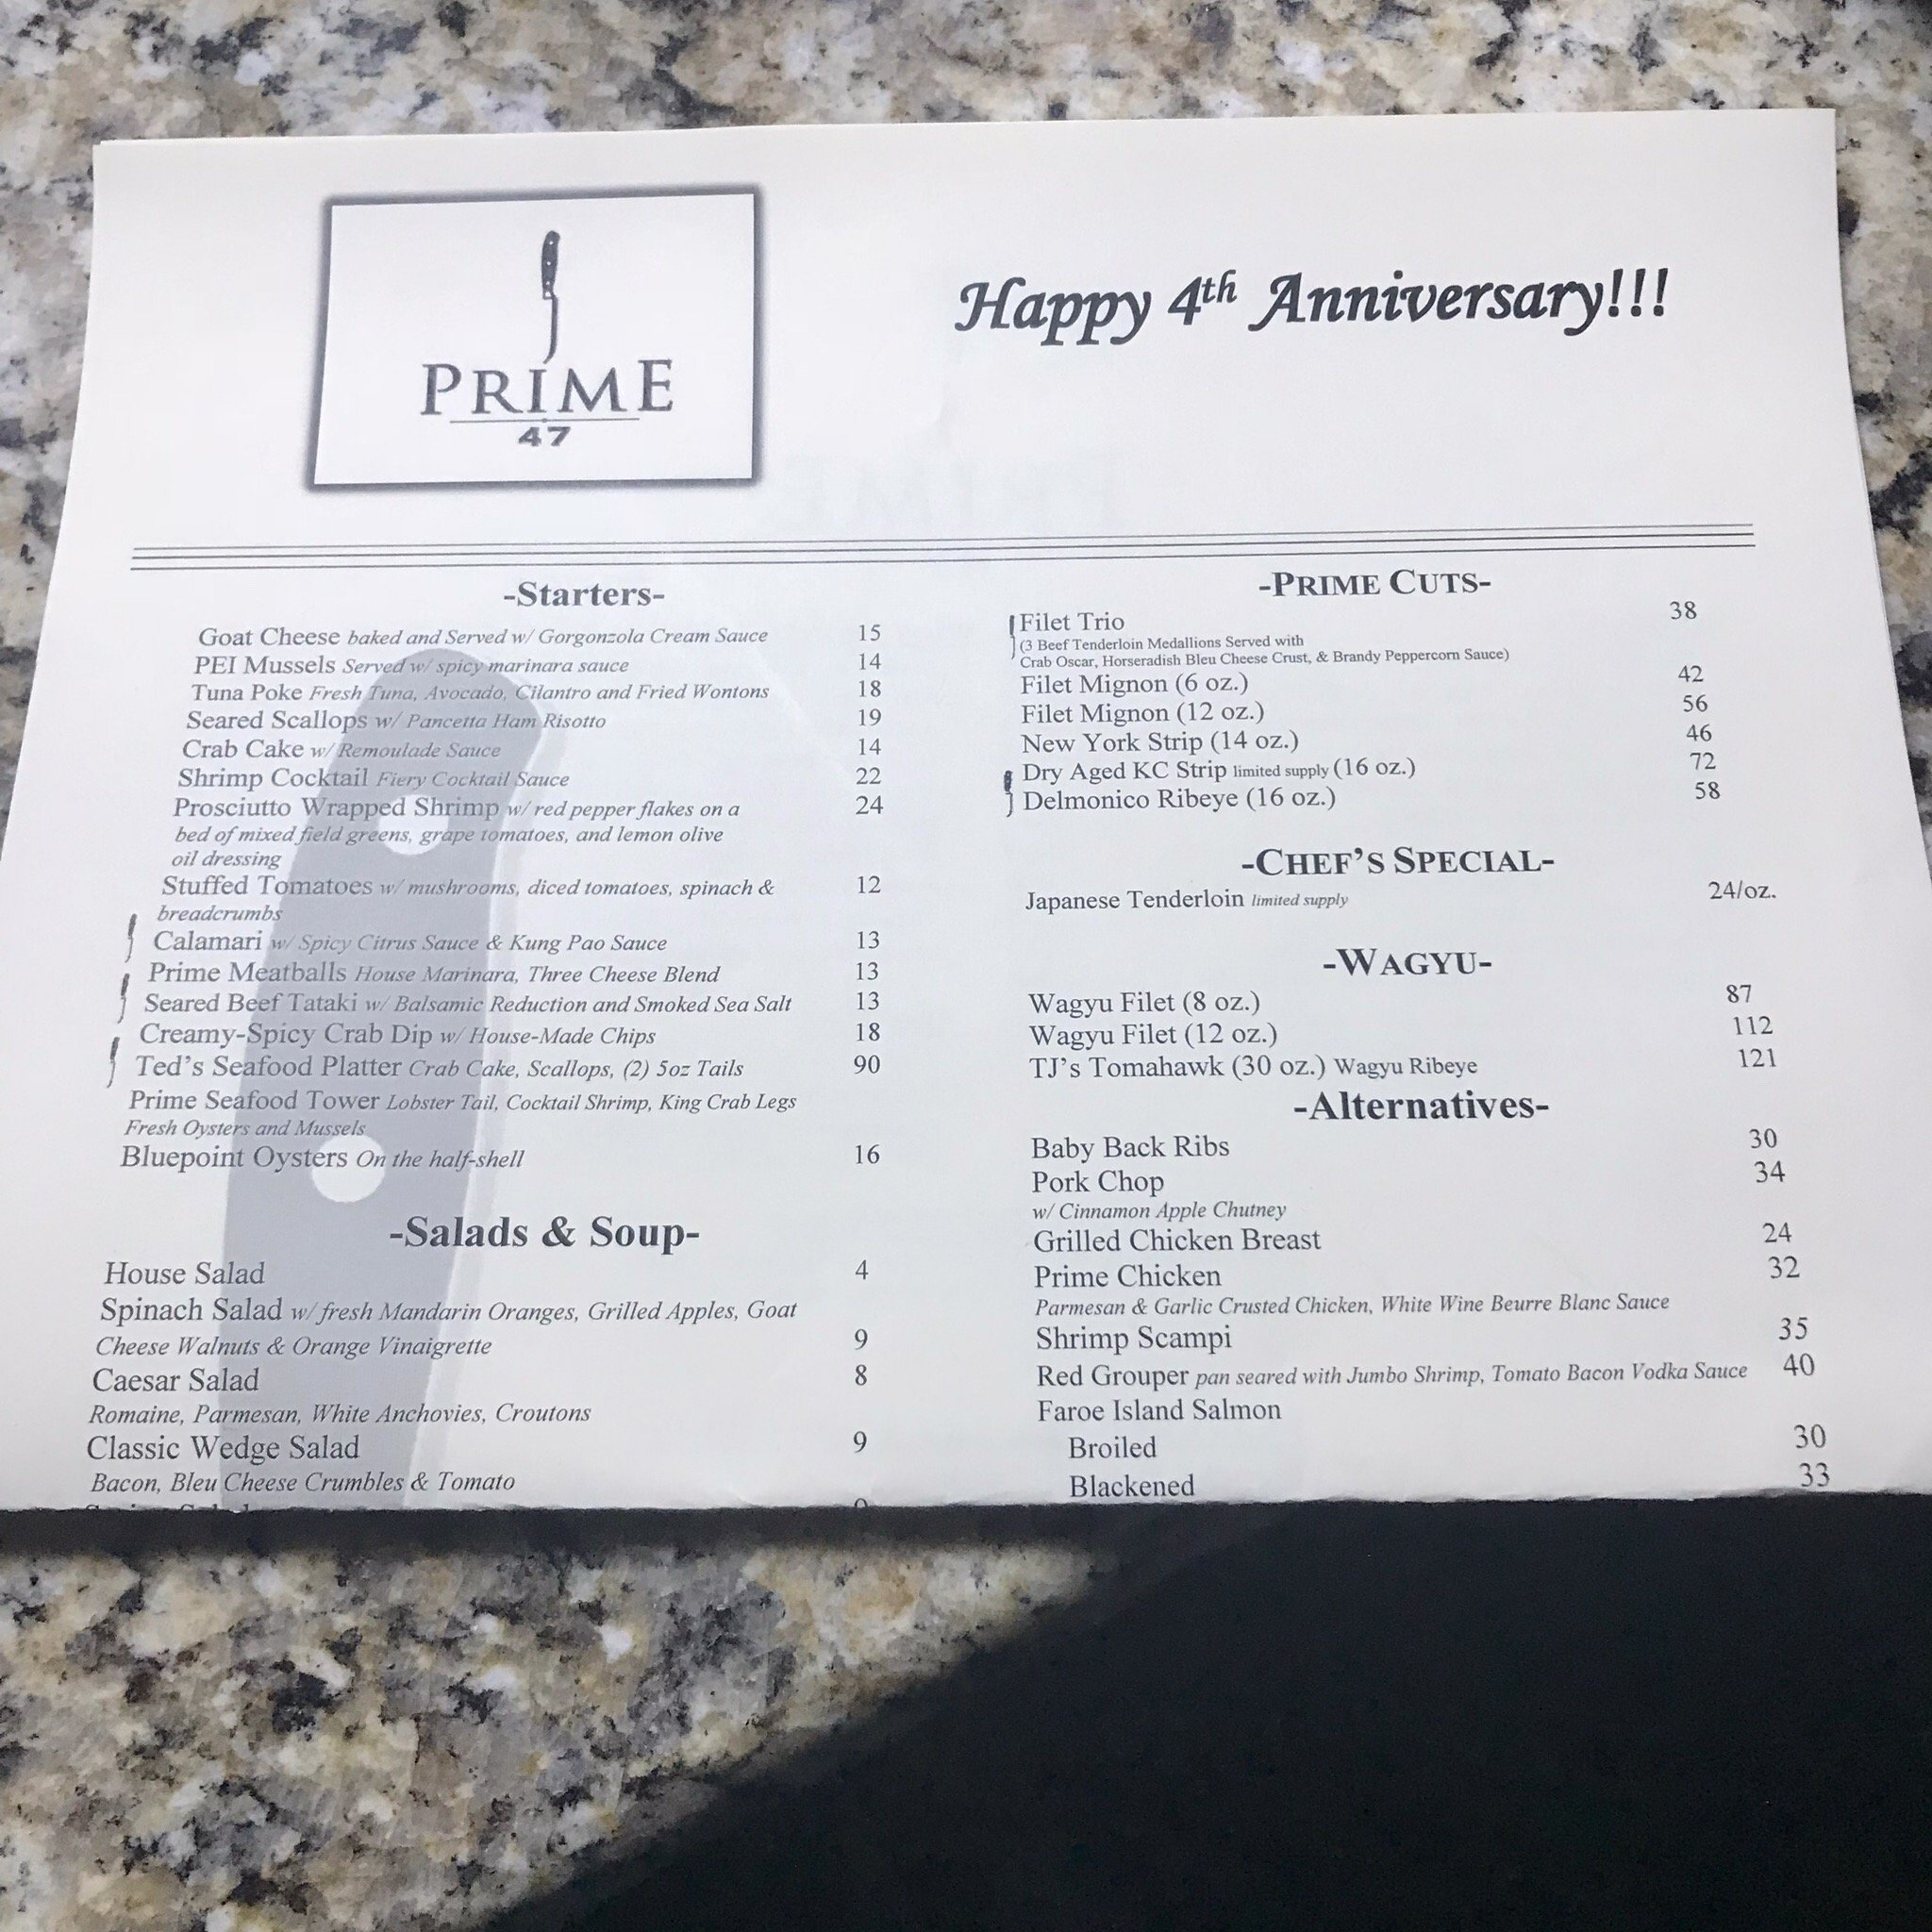 PRIME
47
Happy 4th Anniversary!!!
-Starters-
Goat Cheese baked and Served w/ Gorgonzola Cream Sauce 15
PEI Mussels Served w/ spicy marinara sauce 14
Tuna Poke Fresh Tuna, Avocado, Cilantro and Fried Wontons 18
Seared Scallops w/ Pancetta Ham Risotto 19
Crab Cake w/ Remoulade Sauce 14
Shrimp Cocktail Fiery Cocktail Sauce 22
Prosciutto Wrapped Shrimp w/ red pepper flakes on a 24
bed of mixed field greens, grape tomatoes, and lemon olive
oil dressing
Stuffed Tomatoes w/ mushrooms, diced tomatoes, spinach & 12
breadcrumbs
Calamari w/ Spicy Citrus Sauce & Kung Pao Sauce 13
Prime Meatballs House Marinara, Three Cheese Blend 13
Seared Beef Tataki w/ Balsamic Reduction and Smoked Sea Salt 13
Creamy-Spicy Crab Dip w/ House-Made Chips 18
Ted's Seafood Platter Crab Cake, Scallops, (2) 5oz Tails 90
Prime Seafood Tower Lobster Tail, Cocktail Shrimp, King Crab Legs
Fresh Oysters and Mussels
Bluepoint Oysters On the half-shell 16
-Salads & Soup-
House Salad 4
Spinach Salad w/ fresh Mandarin Oranges, Grilled Apples, Goat
Cheese Walnuts & Orange Vinaigrette 9
Caesar Salad 8
Romaine, Parmesan, White Anchovies, Croutons
Classic Wedge Salad 9
Bacon, Bleu Cheese Crumbles & Tomato
-PRIME CUTS-
Filet Trio 38
(3 Beef Tenderloin Medallions Served with
Crab Oscar, Horseradish Bleu Cheese Crust, & Brandy Peppercorn Sauce)
Filet Mignon (6 oz.) 42
Filet Mignon (12 oz.) 56
New York Strip (14 oz.) 46
Dry Aged KC Strip limited supply (16 oz.) 72
Delmonico Ribeye (16 oz.) 58
-CHEF'S SPECIAL-
Japanese Tenderloin limited supply 24/oz.
-WAGYU-
Wagyu Filet (8 oz.) 87
Wagyu Filet (12 oz.) 112
TJ's Tomahawk (30 oz.) Wagyu Ribeye 121
-Alternatives-
Baby Back Ribs 30
Pork Chop 34
w/ Cinnamon Apple Chutney
Grilled Chicken Breast 24
Prime Chicken 32
Parmesan & Garlic Crusted Chicken, White Wine Beurre Blanc Sauce
Shrimp Scampi 35
Red Grouper pan seared with Jumbo Shrimp, Tomato Bacon Vodka Sauce 40
Faroe Island Salmon
Broiled 30
Blackened 33